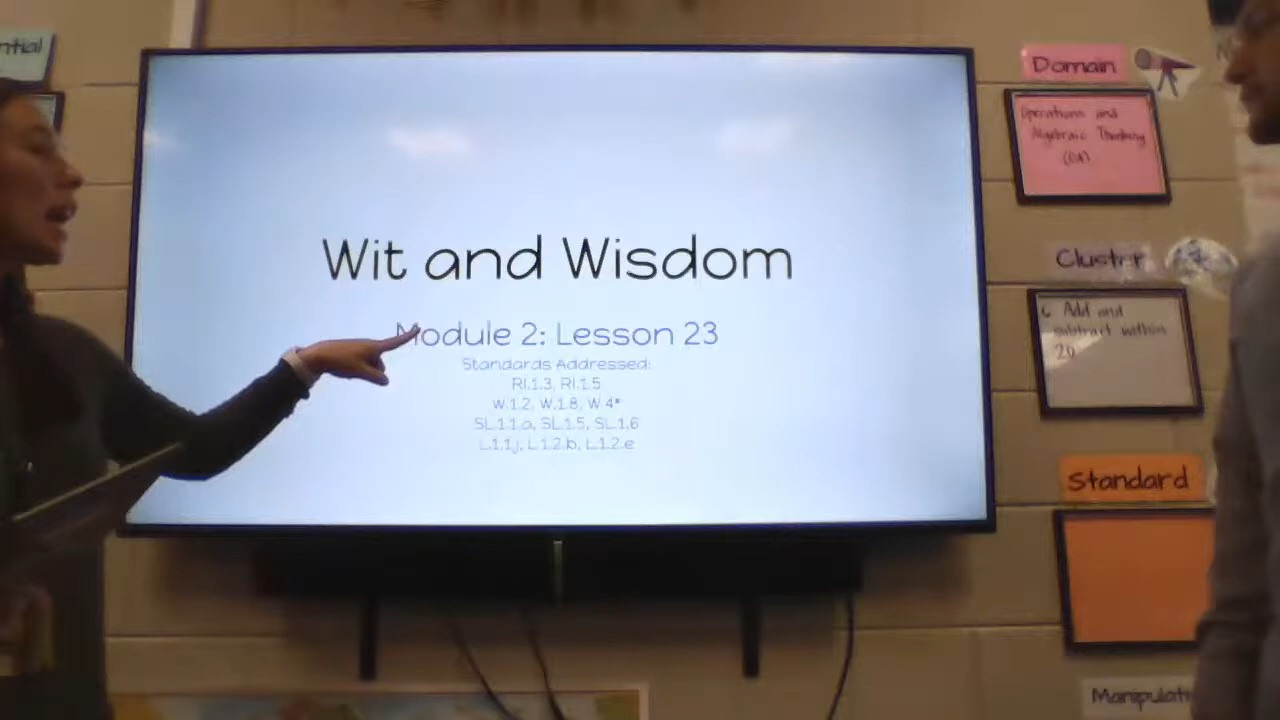 ntial
Wit and Wisdom
Module 2: Lesson 23
Standards Addressed:
RI.1.3, RI.1.5
W.1.2, W.1.8, W.4*
SL.1.1.a, SL.1.5, SL.1.6
L.1.1.j, L.1.2.b, L.1.2.e
Domain
Operations and
Algebraic Thinking
(OA)
Cluster
Add and
subtract within
20
Standard
Manipulati